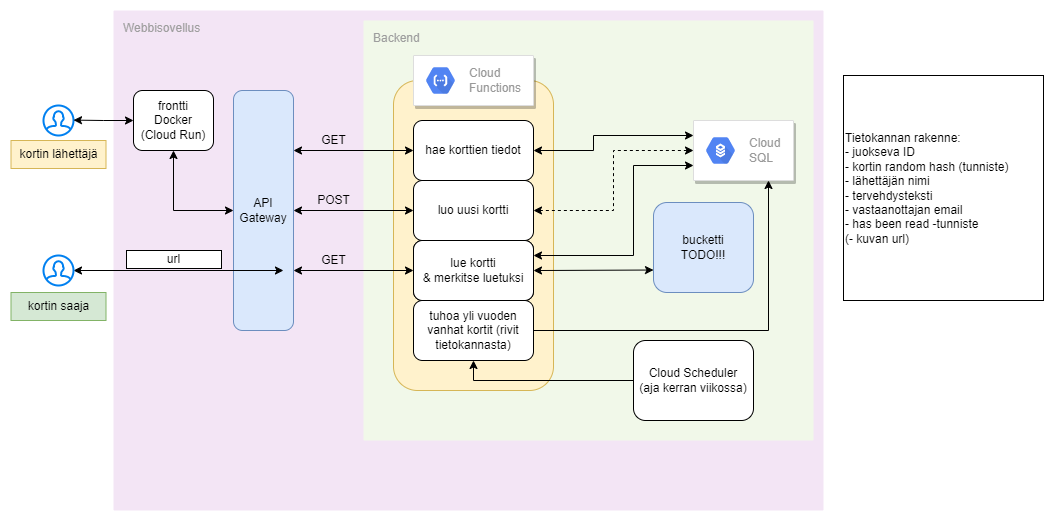 Webbisovellus
Backend
Cloud
Functions
frontti
Docker
(Cloud Run)
kortin lähettäjä
GET
hae korttien tiedot
Cloud
SQL
API
Gateway
POST
luo uusi kortti
url
GET
lue kortti
& merkitse luetuksi
bucketti
TODO!!!
kortin saaja
tuhoa yli vuoden
vanhat kortit (rivit
tietokannasta)
Cloud Scheduler
(aja kerran viikossa)
Tietokannan rakenne:
- juokseva ID
- kortin random hash (tunniste)
- lähettäjän nimi
- tervehdysteksti
- vastaanottajan email
- has been read -tunniste
(- kuvan url)